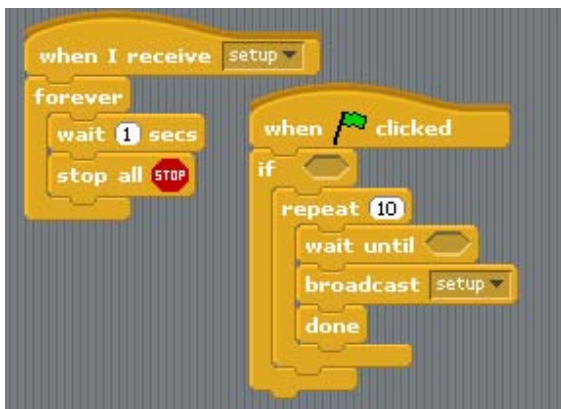 when I receive setup
forever
wait 1 secs
stop all STOP
when clicked
if
repeat 10
wait until
broadcast setup
done